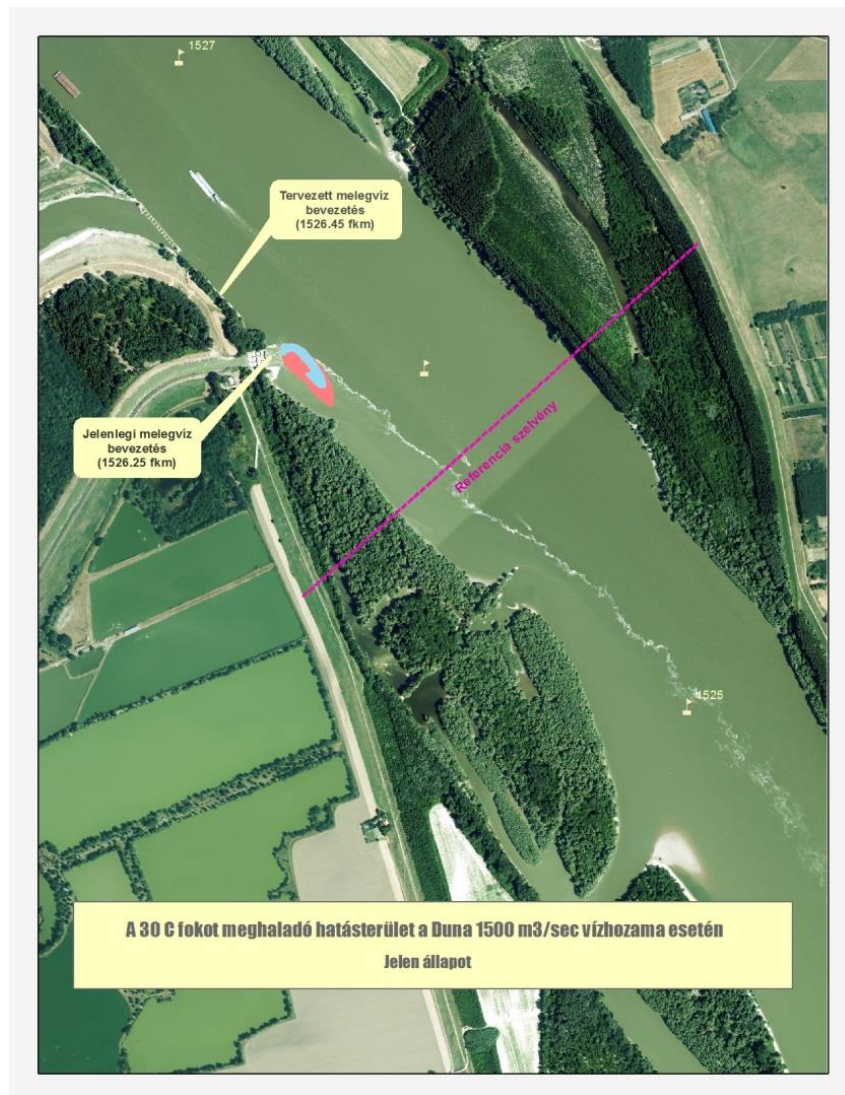 1527
Tervezett melegvíz
bevezetés
(1526.45 fkm)
Jelenlegi melegvíz
bevezetés
(1526.25 fkm)
Referencia szelvény
1525
A 30 C fokot meghaladó hatásterület a Duna 1500 m3/sec vízhozama esetén
Jelen állapot